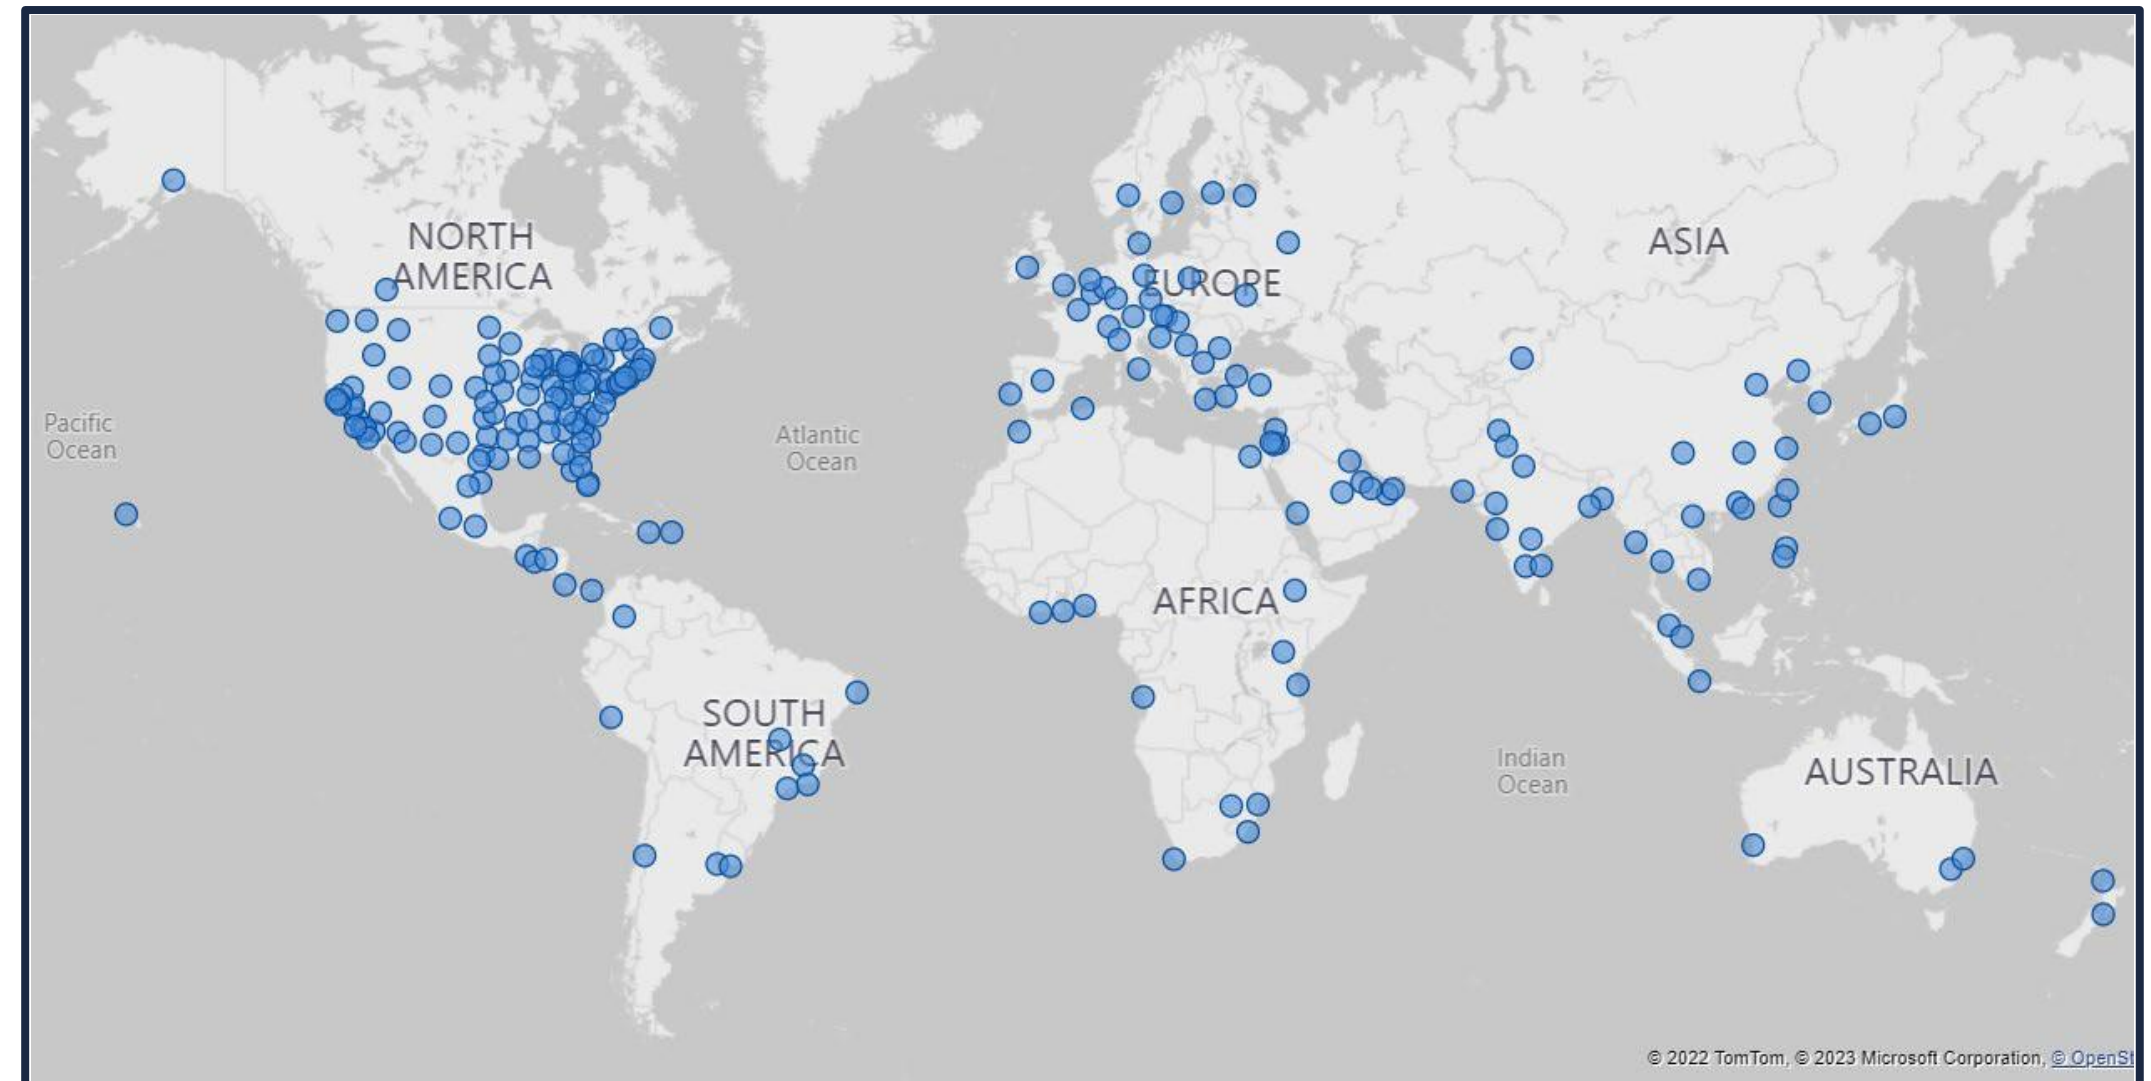 NORTH
AMERICA
ASIA
EUROPE
Pacific
Ocean
Atlantic
Ocean
AFRICA
SOUTH
AMERICA
Indian
Ocean
AUSTRALIA
© 2022 TomTom, © 2023 Microsoft Corporation, © OpenSt